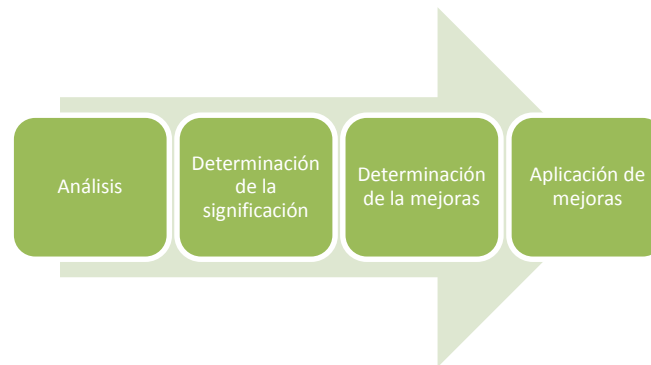 Análisis
Determinación
de la
significación
Determinación
de la mejoras
Aplicación de
mejoras